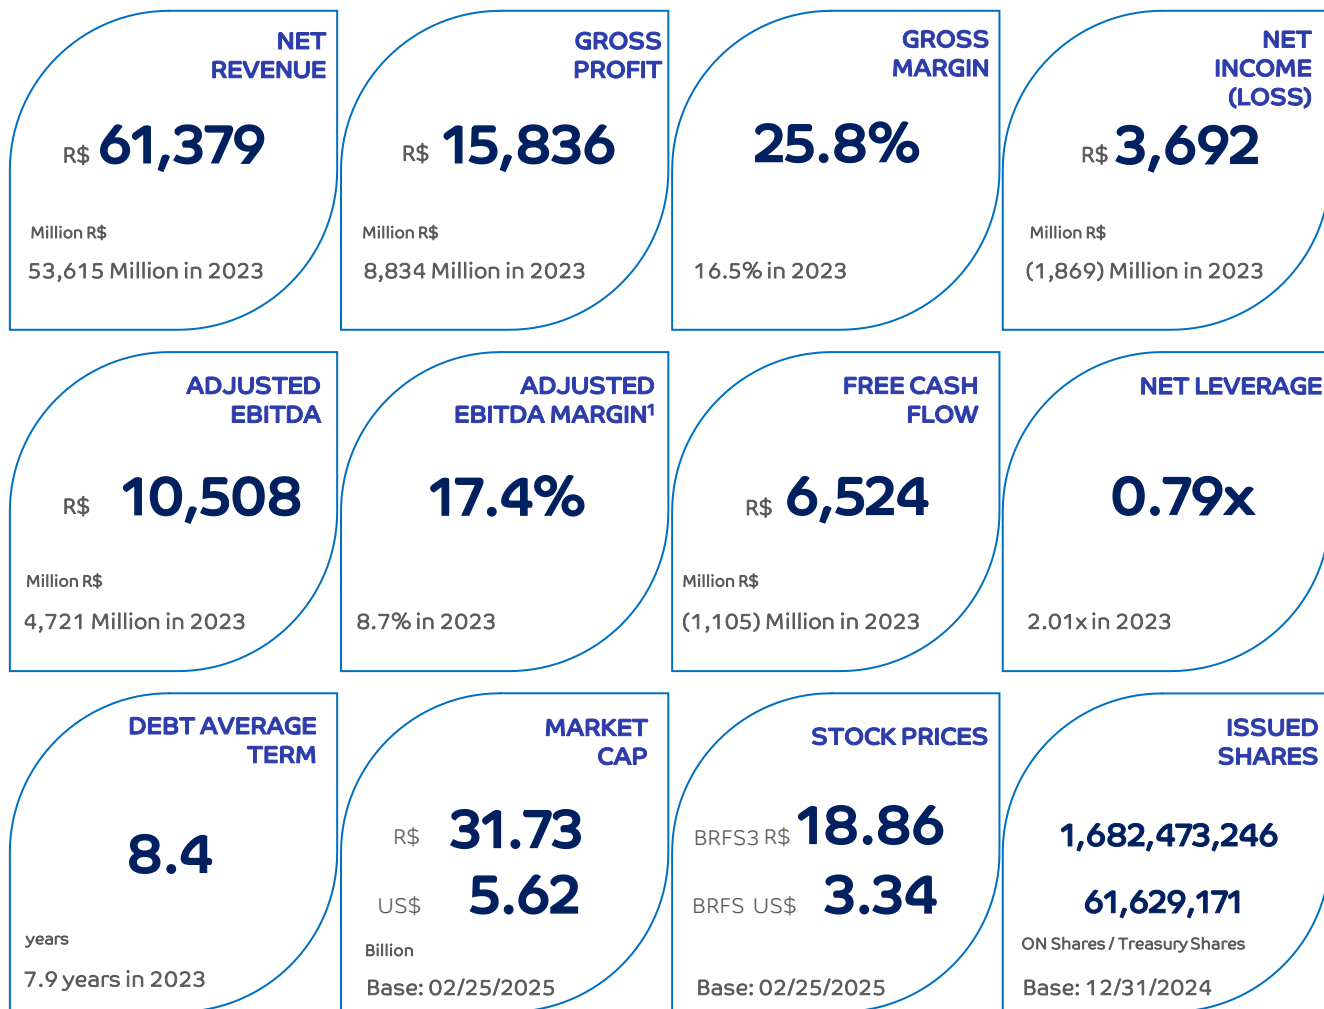 NET
REVENUE
R$ 61,379
Million R$
53,615 Million in 2023
GROSS
PROFIT
R$ 15,836
Million R$
8,834 Million in 2023
GROSS
MARGIN
25.8%
16.5% in 2023
NET
INCOME
(LOSS)
R$ 3,692
Million R$
(1,869) Million in 2023
ADJUSTED
EBITDA
R$ 10,508
Million R$
4,721 Million in 2023
ADJUSTED
EBITDA MARGIN¹
17.4%
8.7% in 2023
FREE CASH
FLOW
R$ 6,524
Million R$
(1,105) Million in 2023
NET LEVERAGE
0.79x
2.01x in 2023
DEBT AVERAGE
TERM
8.4
years
7.9 years in 2023
MARKET
CAP
R$ 31.73
US$ 5.62
Billion
Base: 02/25/2025
STOCK PRICES
BRFS3 R$ 18.86
BRFS US$ 3.34
Base: 02/25/2025
ISSUED
SHARES
1,682,473,246
61,629,171
ON Shares / Treasury Shares
Base: 12/31/2024